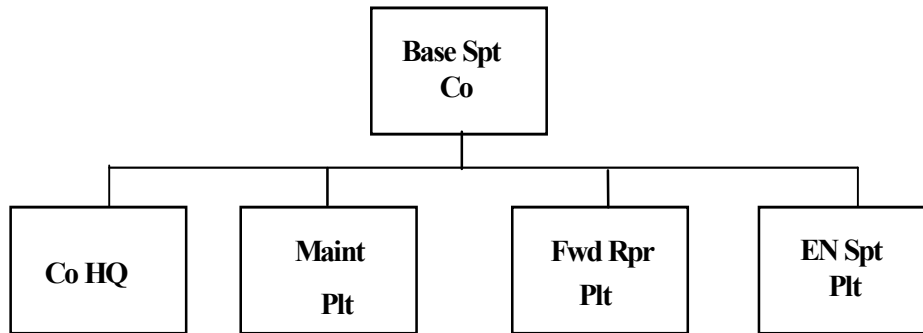 Base Spt
Co
Co HQ
Maint
Plt
Fwd Rpr
Plt
EN Spt
Plt